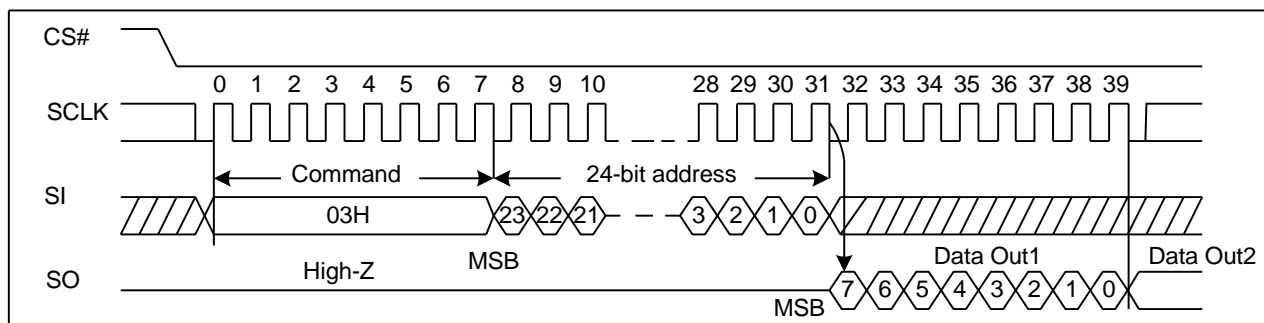 CS#
0 1 2 3 4 5 6 7 8 9 10 28 29 30 31 32 33 34 35 36 37 38 39
SCLK
Command 24-bit address
SI
03H 23 22 21 3 2 1 0
High-Z MSB Data Out1 Data Out2
SO
MSB 7 6 5 4 3 2 1 0